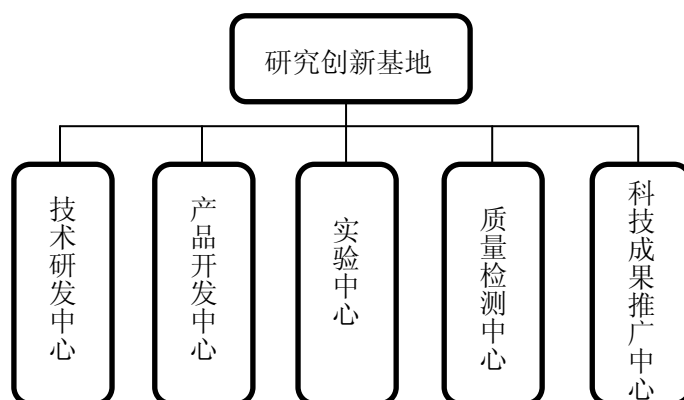 研究创新基地
技术研发中心
产品开发中心
实验中心
质量检测中心
科技成果推广中心